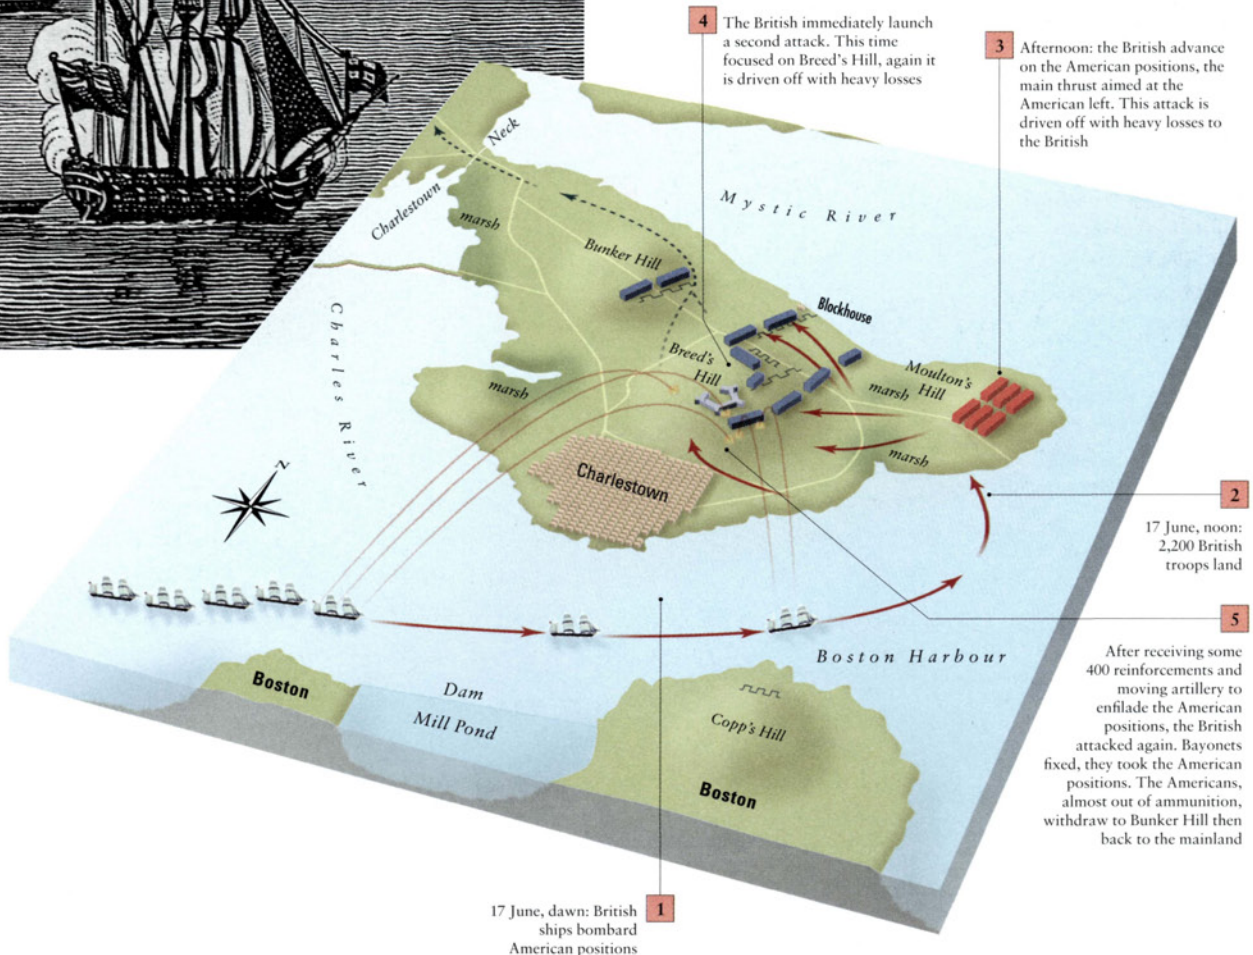 4
The British immediately launch
a second attack. This time
focused on Breed's Hill, again it
is driven off with heavy losses
3
Afternoon: the British advance
on the American positions, the
main thrust aimed at the
American left. This attack is
driven off with heavy losses to
the British
Neck
Charlestown
marsh
Mystic River
Bunker Hill
Blockhouse
Charles River
Breed's
Hill
Moulton's
Hill
marsh
marsh
marsh
Charlestown
N
2
17 June, noon:
2,200 British
troops land
5
After receiving some
400 reinforcements and
moving artillery to
enfilade the American
positions, the British
attacked again. Bayonets
fixed, they took the American
positions. The Americans,
almost out of ammunition,
withdraw to Bunker Hill then
back to the mainland
Boston Harbour
Boston
Dam
Mill Pond
Copp's Hill
Boston
1
17 June, dawn: British
ships bombard
American positions